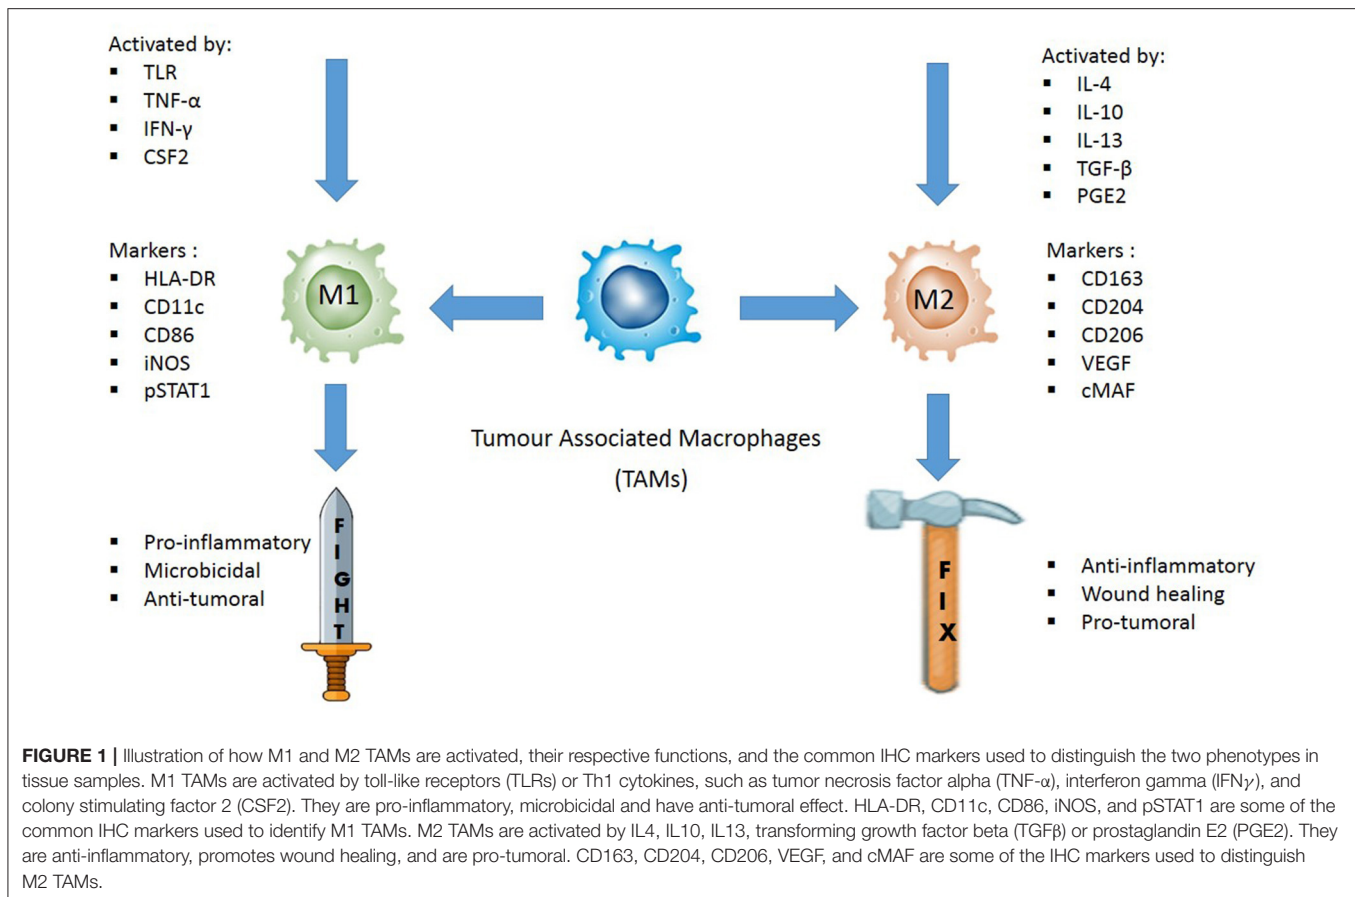 Activated by:
▪ TLR
▪ TNF-α
▪ IFN-γ
▪ CSF2
Markers :
▪ HLA-DR
▪ CD11c
▪ CD86
▪ iNOS
▪ pSTAT1
▪ Pro-inflammatory
▪ Microbicidal
▪ Anti-tumoral
M1
FIGHT
Tumour Associated Macrophages
(TAMs)
Activated by:
▪ IL-4
▪ IL-10
▪ IL-13
▪ TGF-β
▪ PGE2
M2
Markers :
▪ CD163
▪ CD204
▪ CD206
▪ VEGF
▪ cMAF
FIX
▪ Anti-inflammatory
▪ Wound healing
▪ Pro-tumoral
FIGURE 1 | Illustration of how M1 and M2 TAMs are activated, their respective functions, and the common IHC markers used to distinguish the two phenotypes in
tissue samples. M1 TAMs are activated by toll-like receptors (TLRs) or Th1 cytokines, such as tumor necrosis factor alpha (TNF-α), interferon gamma (IFNγ), and
colony stimulating factor 2 (CSF2). They are pro-inflammatory, microbicidal and have anti-tumoral effect. HLA-DR, CD11c, CD86, iNOS, and pSTAT1 are some of the
common IHC markers used to identify M1 TAMs. M2 TAMs are activated by IL4, IL10, IL13, transforming growth factor beta (TGFβ) or prostaglandin E2 (PGE2). They
are anti-inflammatory, promotes wound healing, and are pro-tumoral. CD163, CD204, CD206, VEGF, and cMAF are some of the IHC markers used to distinguish
M2 TAMs.